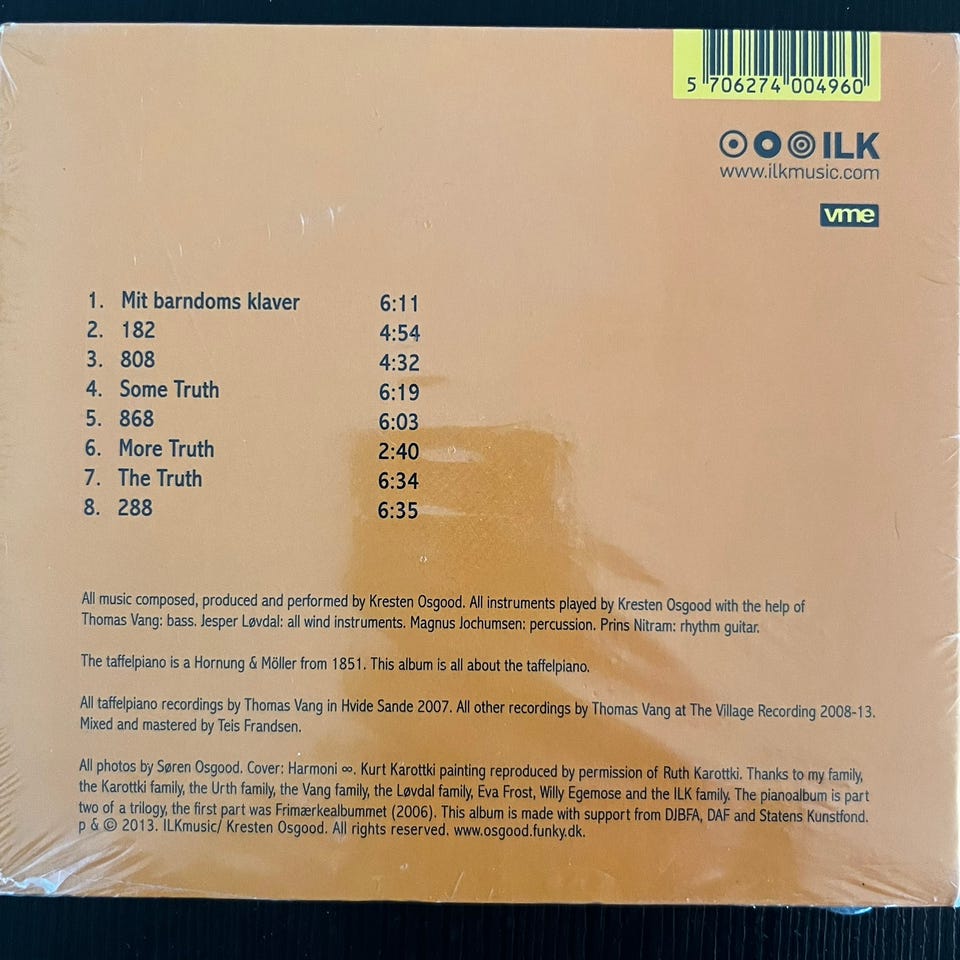 5 706274 004960
ILK
www.ilkmusic.com
vme
1. Mit barndoms klaver 6:11
2. 182 4:54
3. 808 4:32
4. Some Truth 6:19
5. 868 6:03
6. More Truth 2:40
7. The Truth 6:34
8. 288 6:35
All music composed, produced and performed by Kresten Osgood. All instruments played by Kresten Osgood with the help of
Thomas Vang: bass. Jesper Løvdal: all wind instruments. Magnus Jochumsen: percussion. Prins Nitram: rhythm guitar.
The taffelpiano is a Hornung & Möller from 1851. This album is all about the taffelpiano.
All taffelpiano recordings by Thomas Vang in Hvide Sande 2007. All other recordings by Thomas Vang at The Village Recording 2008-13.
Mixed and mastered by Teis Frandsen.
All photos by Søren Osgood. Cover: Harmoni ∞. Kurt Karottki painting reproduced by permission of Ruth Karottki. Thanks to my family,
the Karottki family, the Urth family, the Vang family, the Løvdal family, Eva Frost, Willy Egemose and the ILK family. The pianoalbum is part
two of a trilogy, the first part was Frimærkealbummet (2006). This album is made with support from DJBFA, DAF and Statens Kunstfond.
p & © 2013. ILKmusic/ Kresten Osgood. All rights reserved. www.osgood.funky.dk.